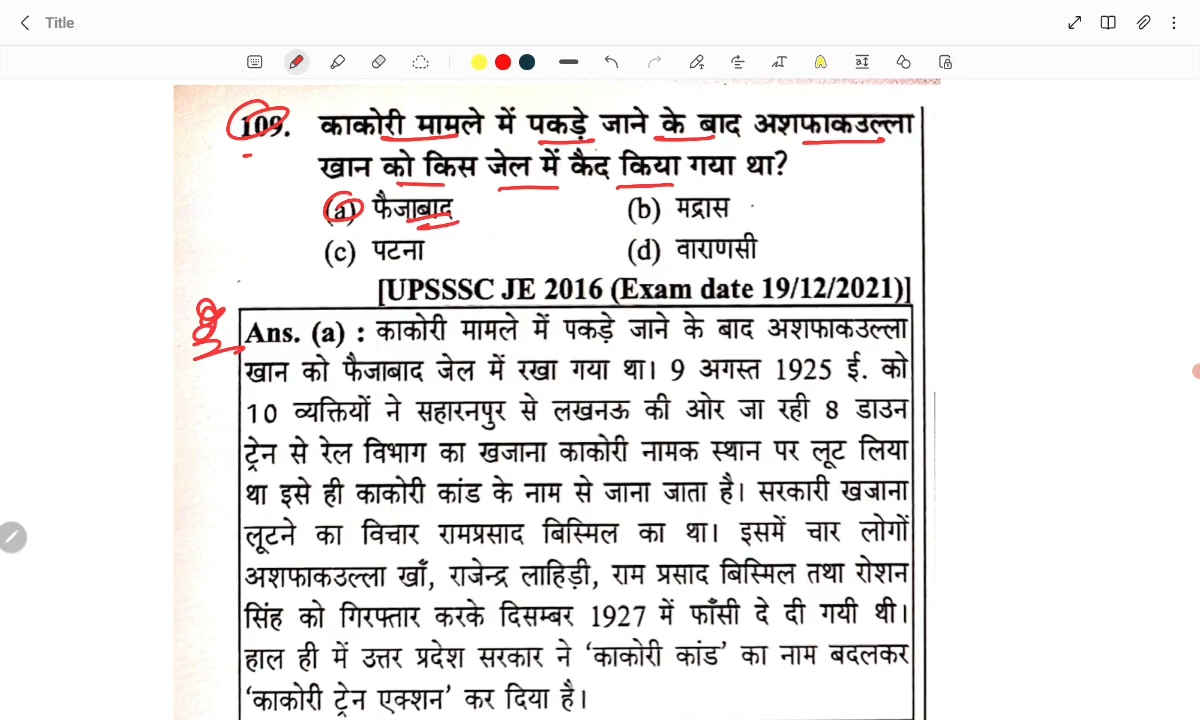 Title
109. काकोरी मामले में पकड़े जाने के बाद अशफाकउल्ला
खान को किस जेल में कैद किया गया था?
(a) फैजाबाद (b) मद्रास
(c) पटना (d) वाराणसी
[UPSSSC JE 2016 (Exam date 19/12/2021)]
Ans. (a) : काकोरी मामले में पकड़े जाने के बाद अशफाकउल्ला
खान को फैजाबाद जेल में रखा गया था। 9 अगस्त 1925 ई. को
10 व्यक्तियों ने सहारनपुर से लखनऊ की ओर जा रही 8 डाउन
ट्रेन से रेल विभाग का खजाना काकोरी नामक स्थान पर लूट लिया
था इसे ही काकोरी कांड के नाम से जाना जाता है। सरकारी खजाना
लूटने का विचार रामप्रसाद बिस्मिल का था। इसमें चार लोगों
अशफाकउल्ला खाँ, राजेन्द्र लाहिड़ी, राम प्रसाद बिस्मिल तथा रोशन
सिंह को गिरफ्तार करके दिसम्बर 1927 में फाँसी दे दी गयी थी।
हाल ही में उत्तर प्रदेश सरकार ने ‘काकोरी कांड’ का नाम बदलकर
‘काकोरी ट्रेन एक्शन’ कर दिया है।